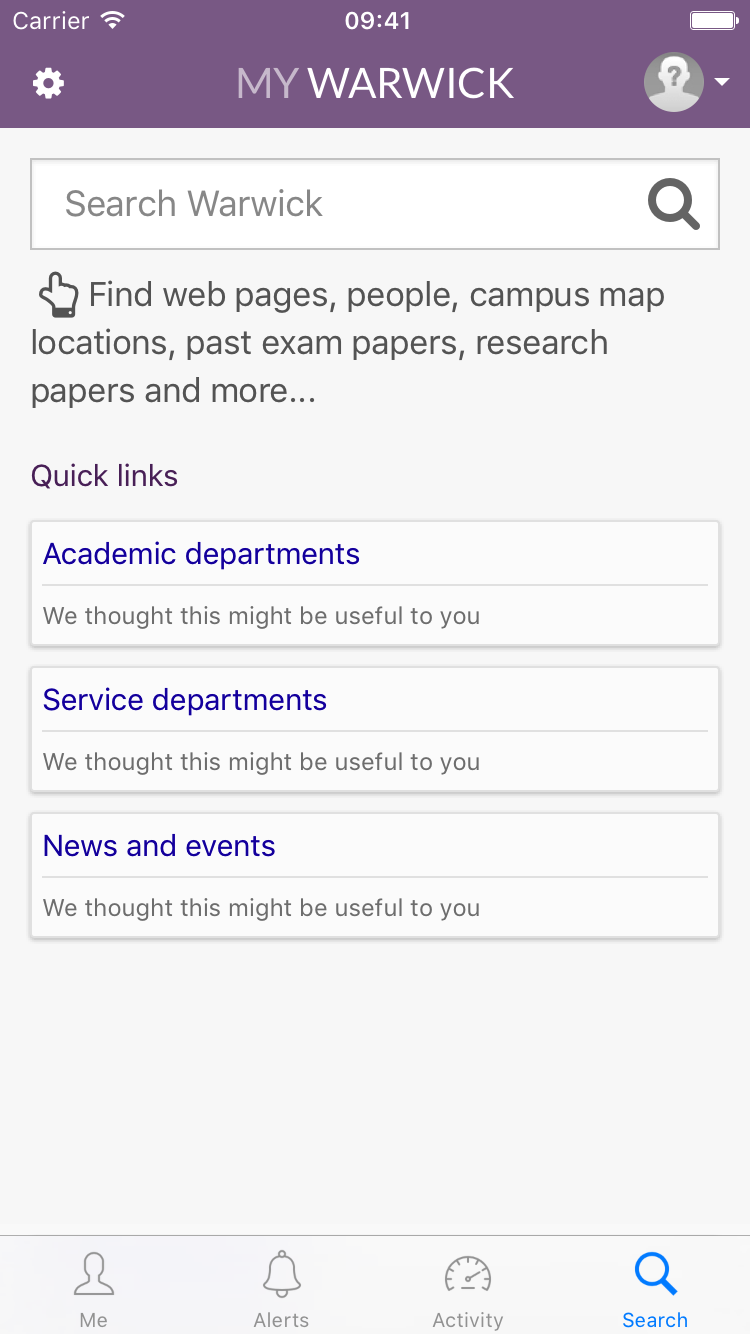 Carrier 09:41
MY WARWICK
Search Warwick
Find web pages, people, campus map
locations, past exam papers, research
papers and more...
Quick links
Academic departments
We thought this might be useful to you
Service departments
We thought this might be useful to you
News and events
We thought this might be useful to you
Me Alerts Activity Search